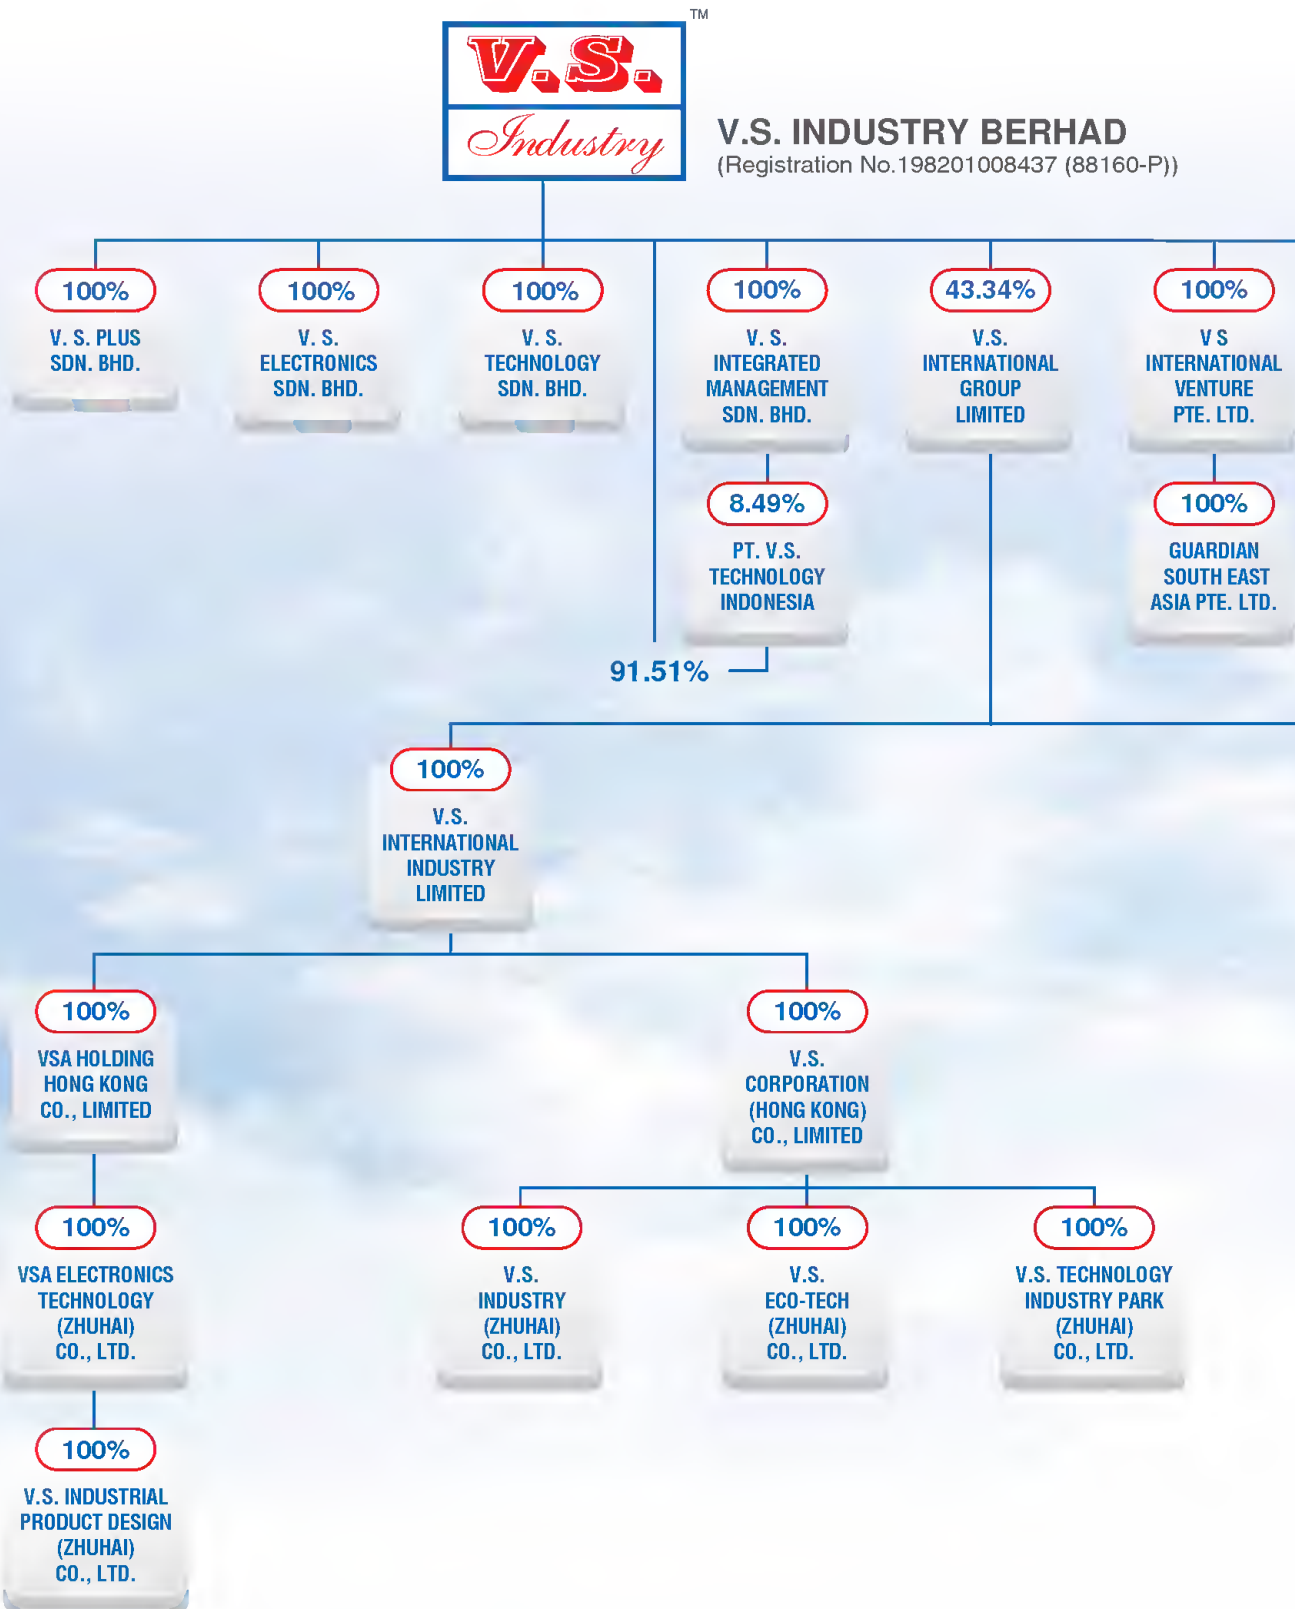 TM
V.S.
Industry
V.S. INDUSTRY BERHAD
(Registration No.198201008437 (88160-P))
100%
V. S. PLUS
SDN. BHD.
100%
V. S.
ELECTRONICS
SDN. BHD.
100%
V. S.
TECHNOLOGY
SDN. BHD.
100%
V. S.
INTEGRATED
MANAGEMENT
SDN. BHD.
43.34%
V.S.
INTERNATIONAL
GROUP
LIMITED
100%
V S
INTERNATIONAL
VENTURE
PTE. LTD.
8.49%
PT. V.S.
TECHNOLOGY
INDONESIA
100%
GUARDIAN
SOUTH EAST
ASIA PTE. LTD.
91.51%
100%
V.S.
INTERNATIONAL
INDUSTRY
LIMITED
100%
VSA HOLDING
HONG KONG
CO., LIMITED
100%
V.S.
CORPORATION
(HONG KONG)
CO., LIMITED
100%
VSA ELECTRONICS
TECHNOLOGY
(ZHUHAI)
CO., LTD.
100%
V.S.
INDUSTRY
(ZHUHAI)
CO., LTD.
100%
V.S.
ECO-TECH
(ZHUHAI)
CO., LTD.
100%
V.S. TECHNOLOGY
INDUSTRY PARK
(ZHUHAI)
CO., LTD.
100%
V.S. INDUSTRIAL
PRODUCT DESIGN
(ZHUHAI)
CO., LTD.